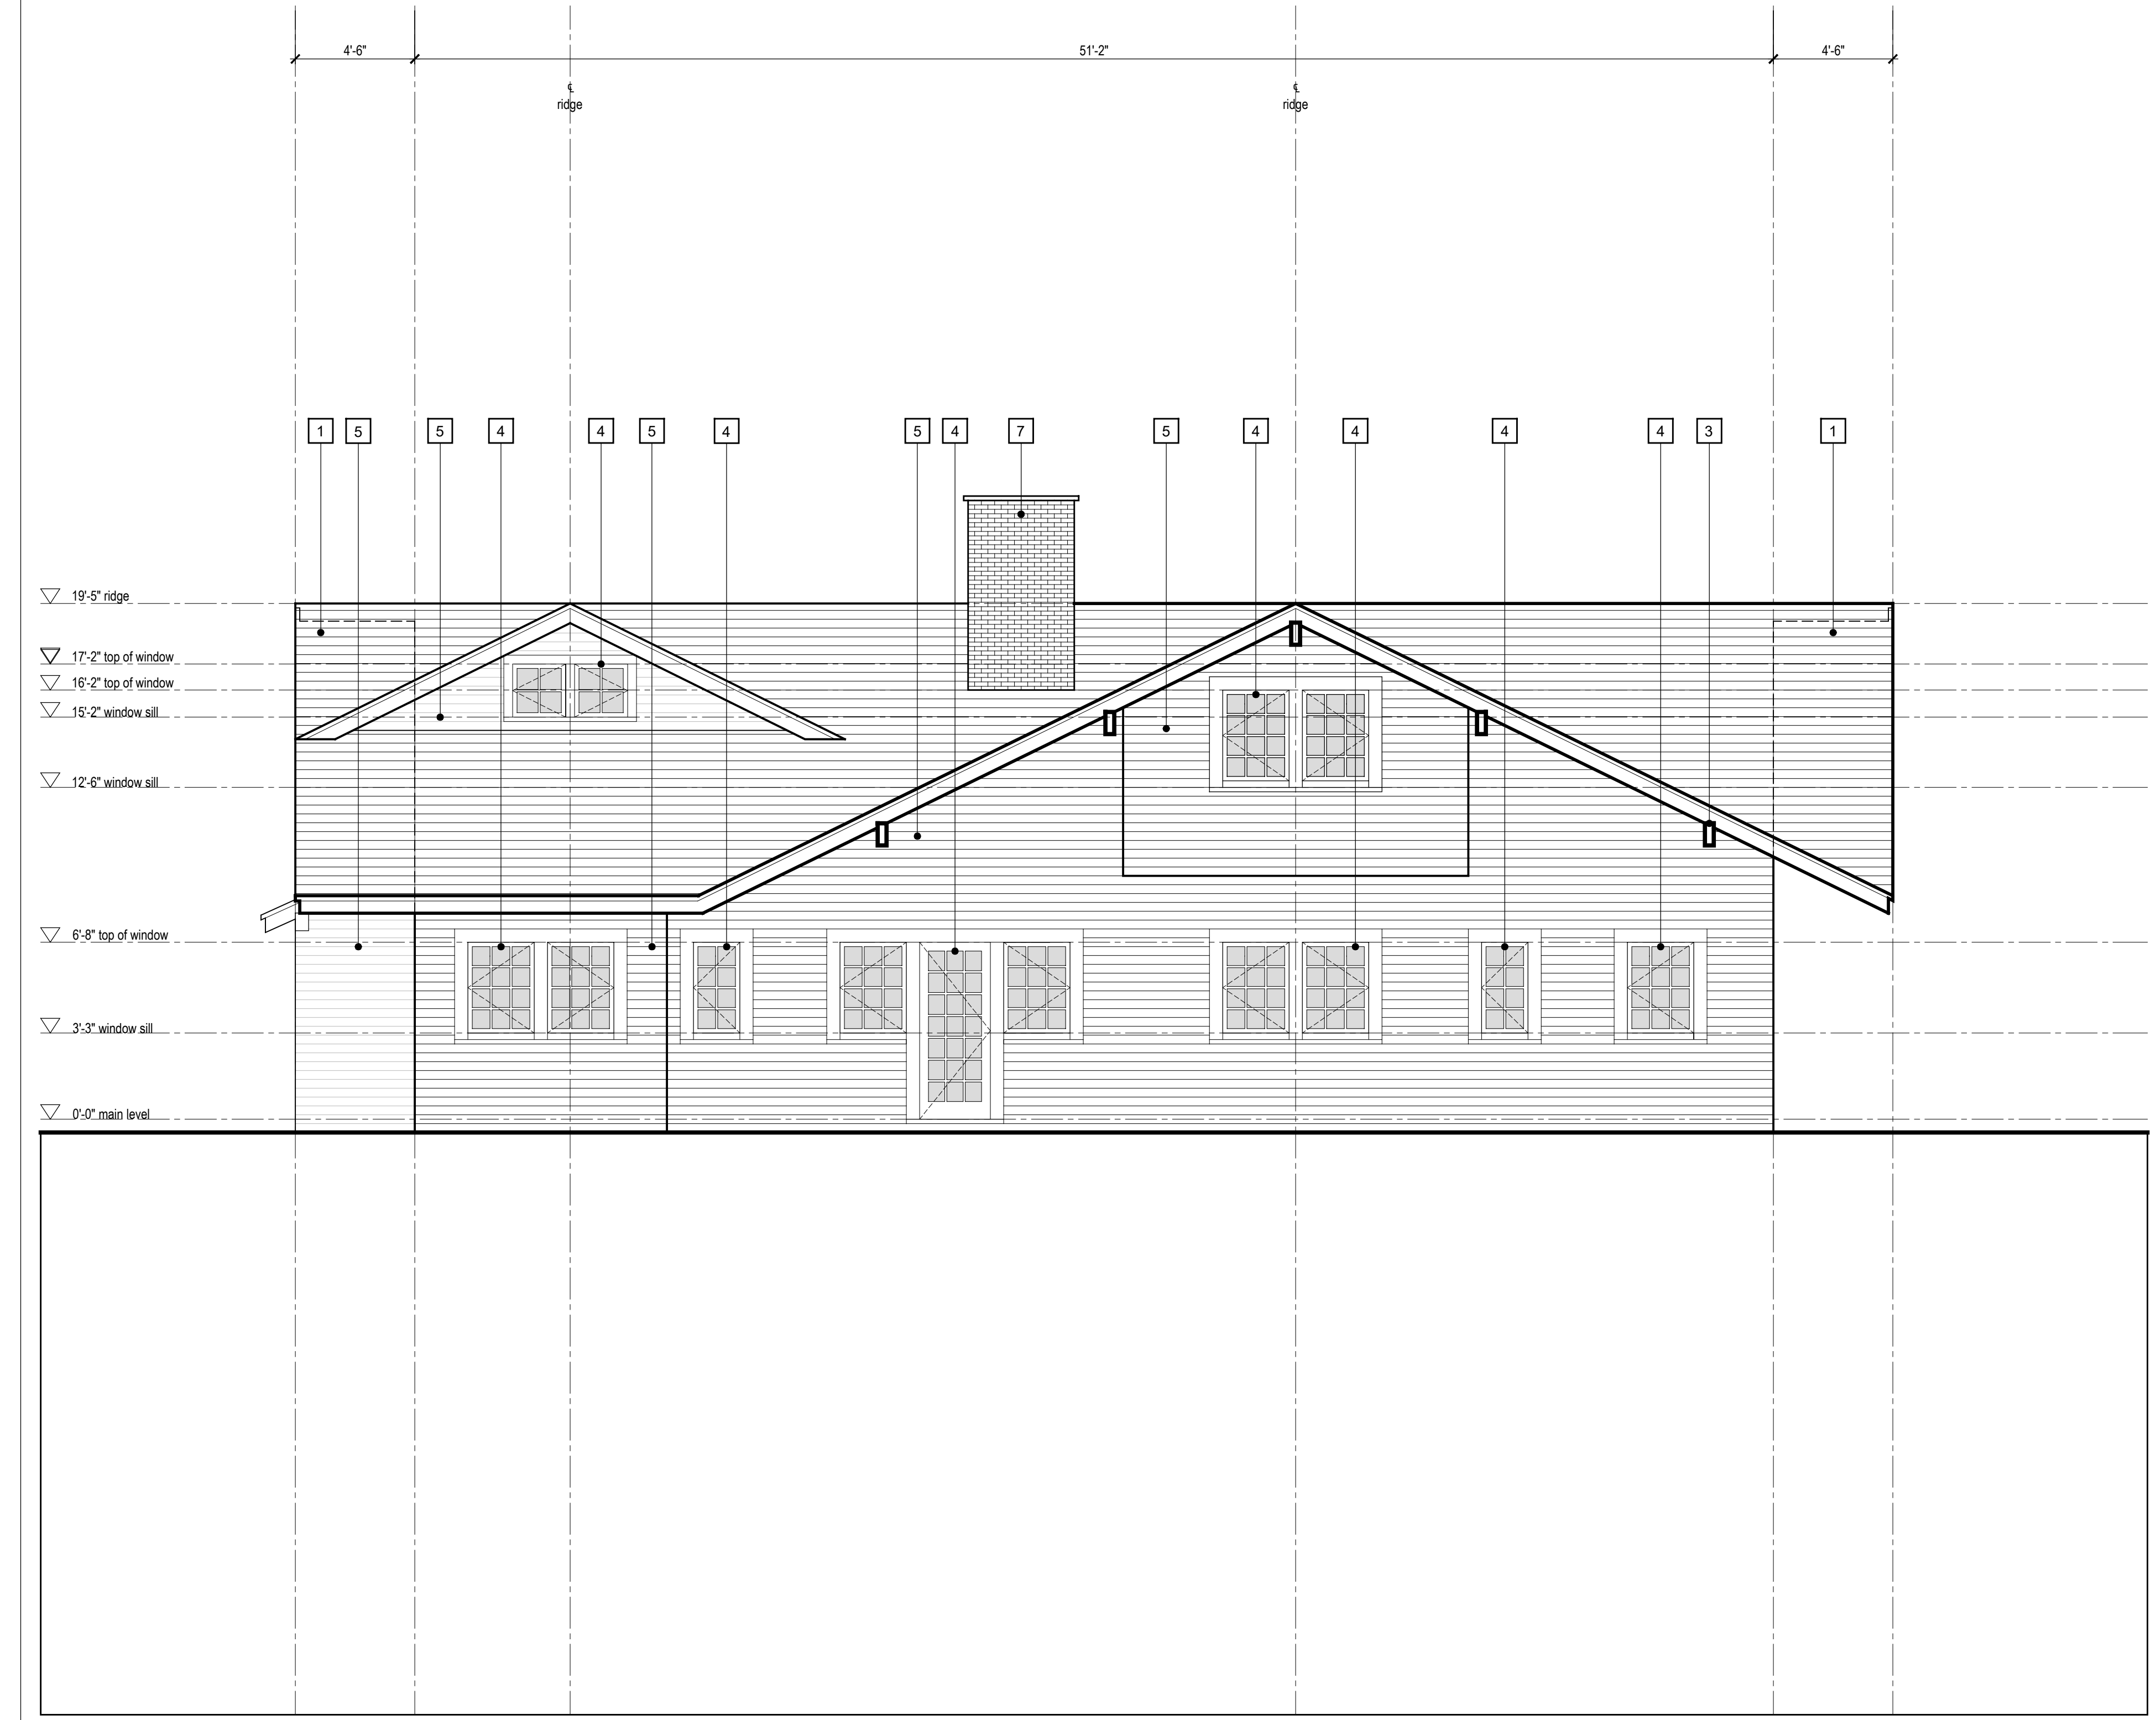 4'-6" 51'-2" 4'-6"
℄ ℄
ridge ridge
1 5 5 4 4 5 4 5 4 7 5 4 4 4 4 3 1
19'-5" ridge
17'-2" top of window
16'-2" top of window
15'-2" window sill
12'-6" window sill
6'-8" top of window
3'-3" window sill
0'-0" main level